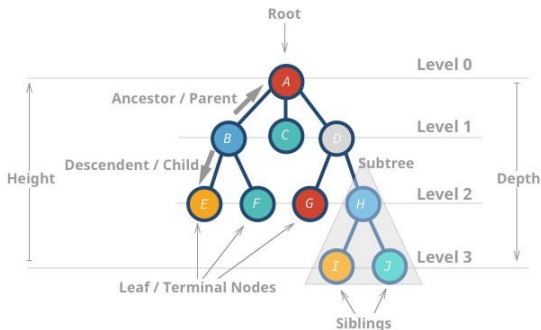 Root
A
Level 0
Ancestor / Parent
B
C
D
Level 1
Descendent / Child
Subtree
Height
Depth
E
F
G
H
Level 2
I
J
Level 3
Leaf / Terminal Nodes
Siblings